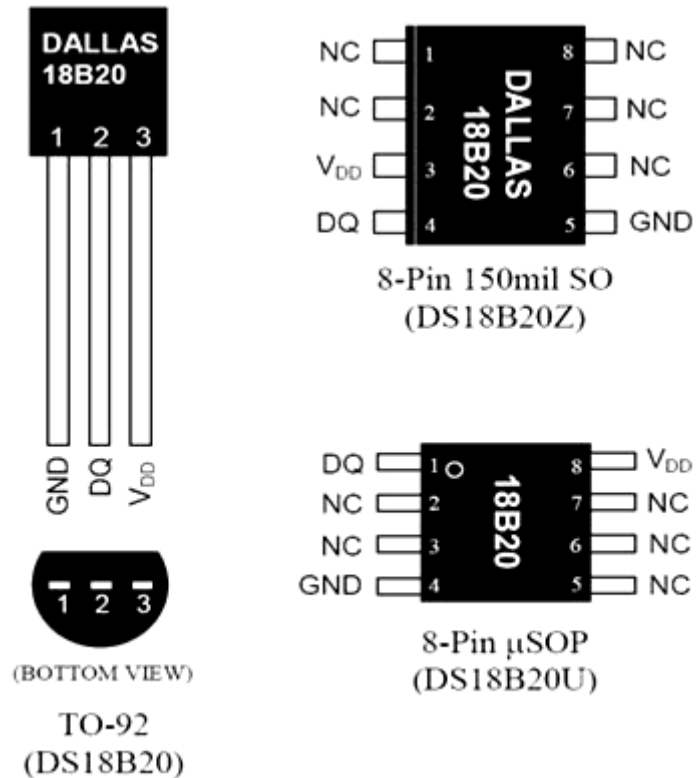 DALLAS
18B20
1 2 3
GND DQ VDD
1 2 3
(BOTTOM VIEW)
TO-92
(DS18B20)
NC 1 8 NC
NC 2 7 NC
VDD 3 6 NC
DQ 4 5 GND
DALLAS
18B20
8-Pin 150mil SO
(DS18B20Z)
DQ 1 8 VDD
NC 2 7 NC
NC 3 6 NC
GND 4 5 NC
18B20
8-Pin µSOP
(DS18B20U)